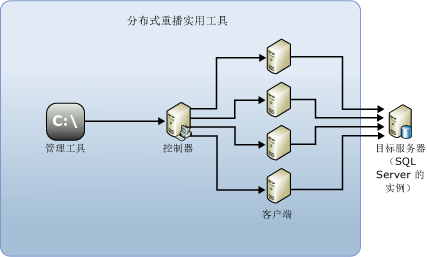 分布式重播实用工具
C:\
管理工具
控制器
客户端
目标服务器
（SQL
Server 的
实例）